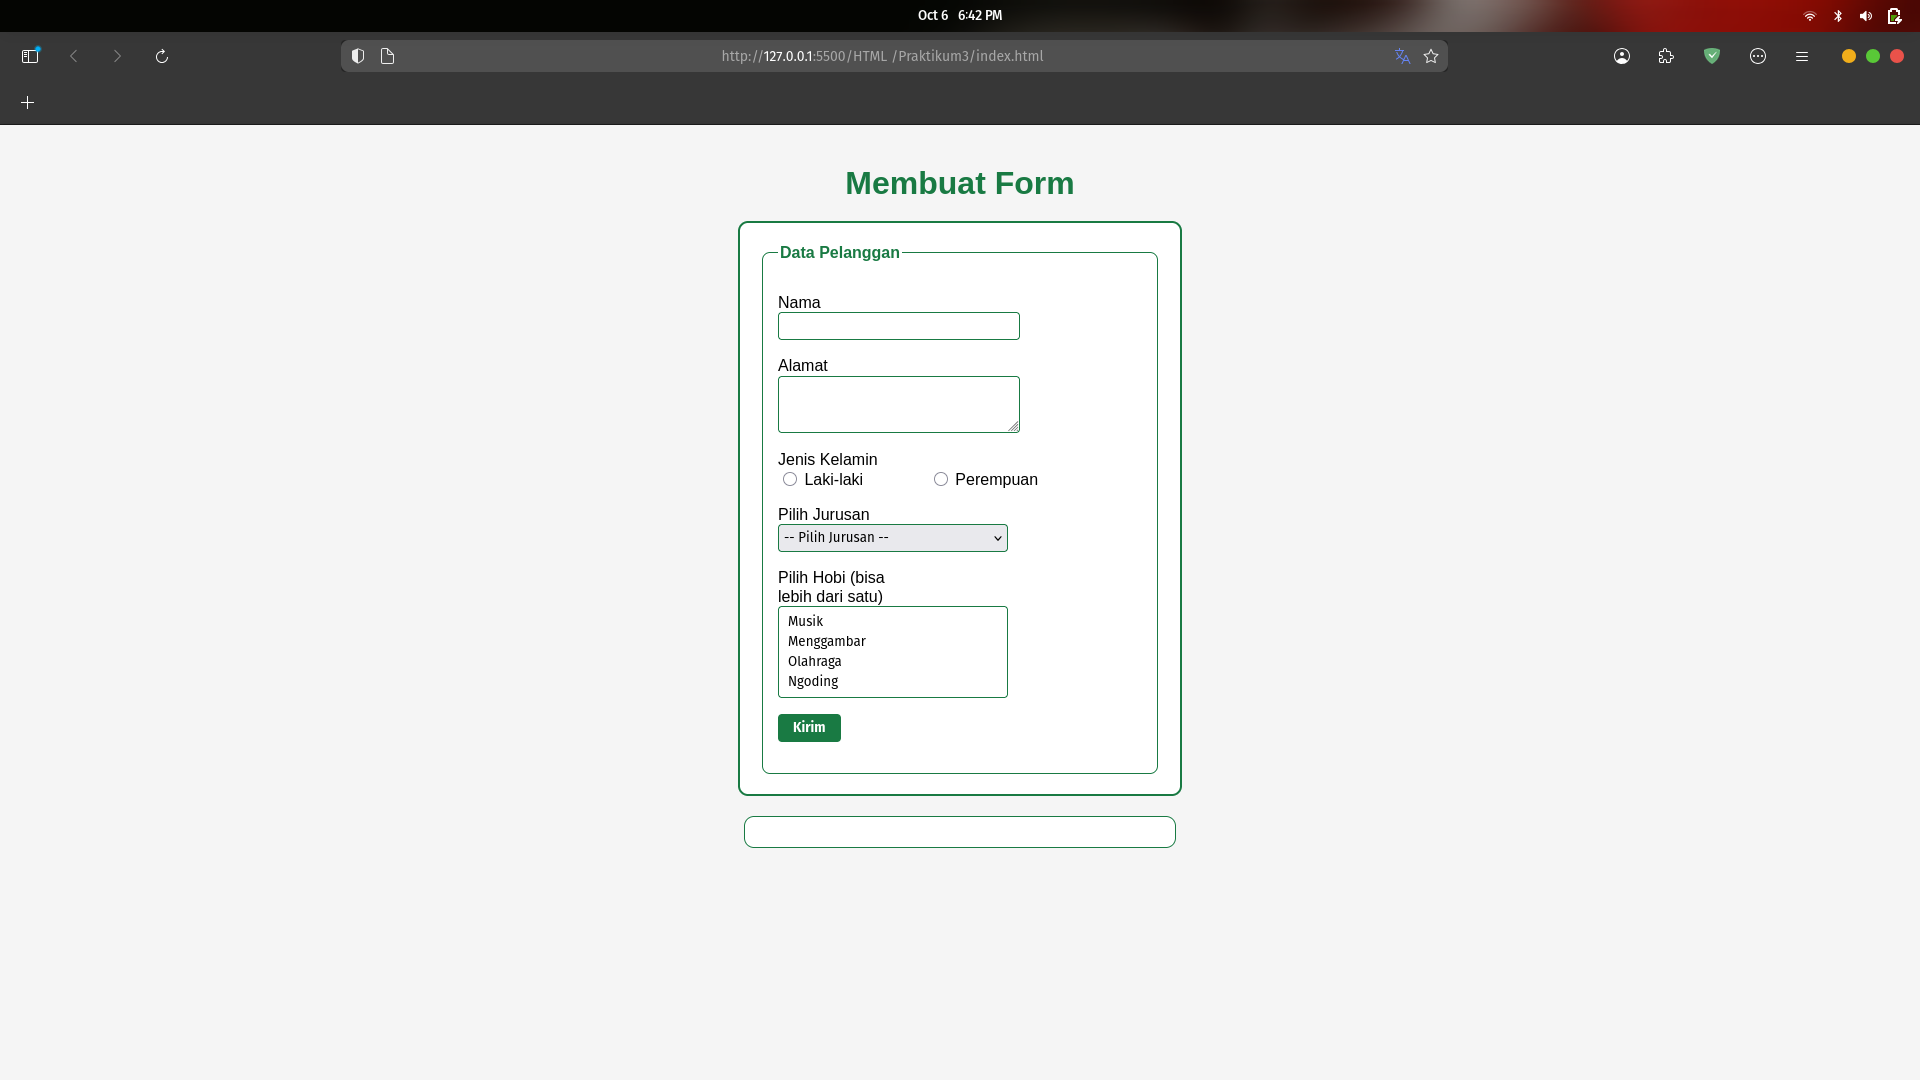 Oct 6 6:42 PM
http://127.0.0.1:5500/HTML /Praktikum3/index.html
Membuat Form
Data Pelanggan
Nama
Alamat
Jenis Kelamin
Laki-laki Perempuan
Pilih Jurusan
-- Pilih Jurusan --
Pilih Hobi (bisa
lebih dari satu)
Musik
Menggambar
Olahraga
Ngoding
Kirim